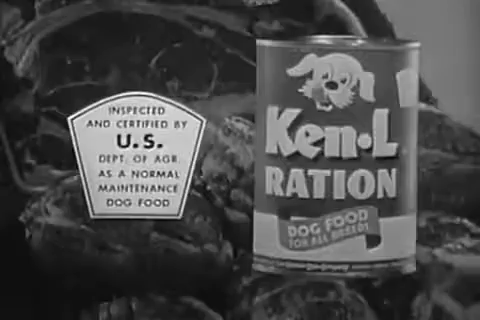 INSPECTED
AND CERTIFIED BY
U.S.
DEPT. OF AGR.
AS A NORMAL
MAINTENANCE
DOG FOOD
Ken•L
RATION
DOG FOOD
FOR ALL BREEDS